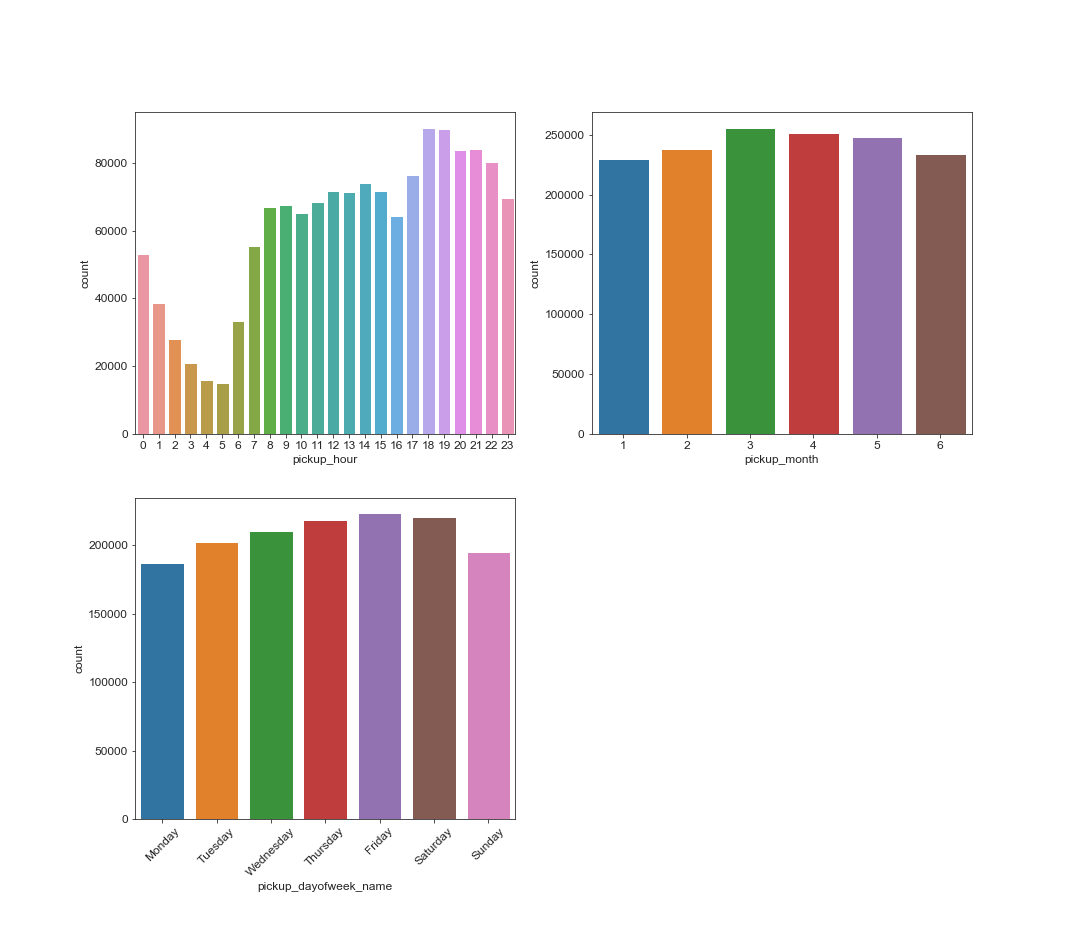 80000
60000
40000
20000
0
count
0 1 2 3 4 5 6 7 8 9 10 11 12 13 14 15 16 17 18 19 20 21 22 23
pickup_hour
250000
200000
150000
100000
50000
0
count
1 2 3 4 5 6
pickup_month
200000
150000
100000
50000
0
count
Monday Tuesday Wednesday Thursday Friday Saturday Sunday
pickup_dayofweek_name